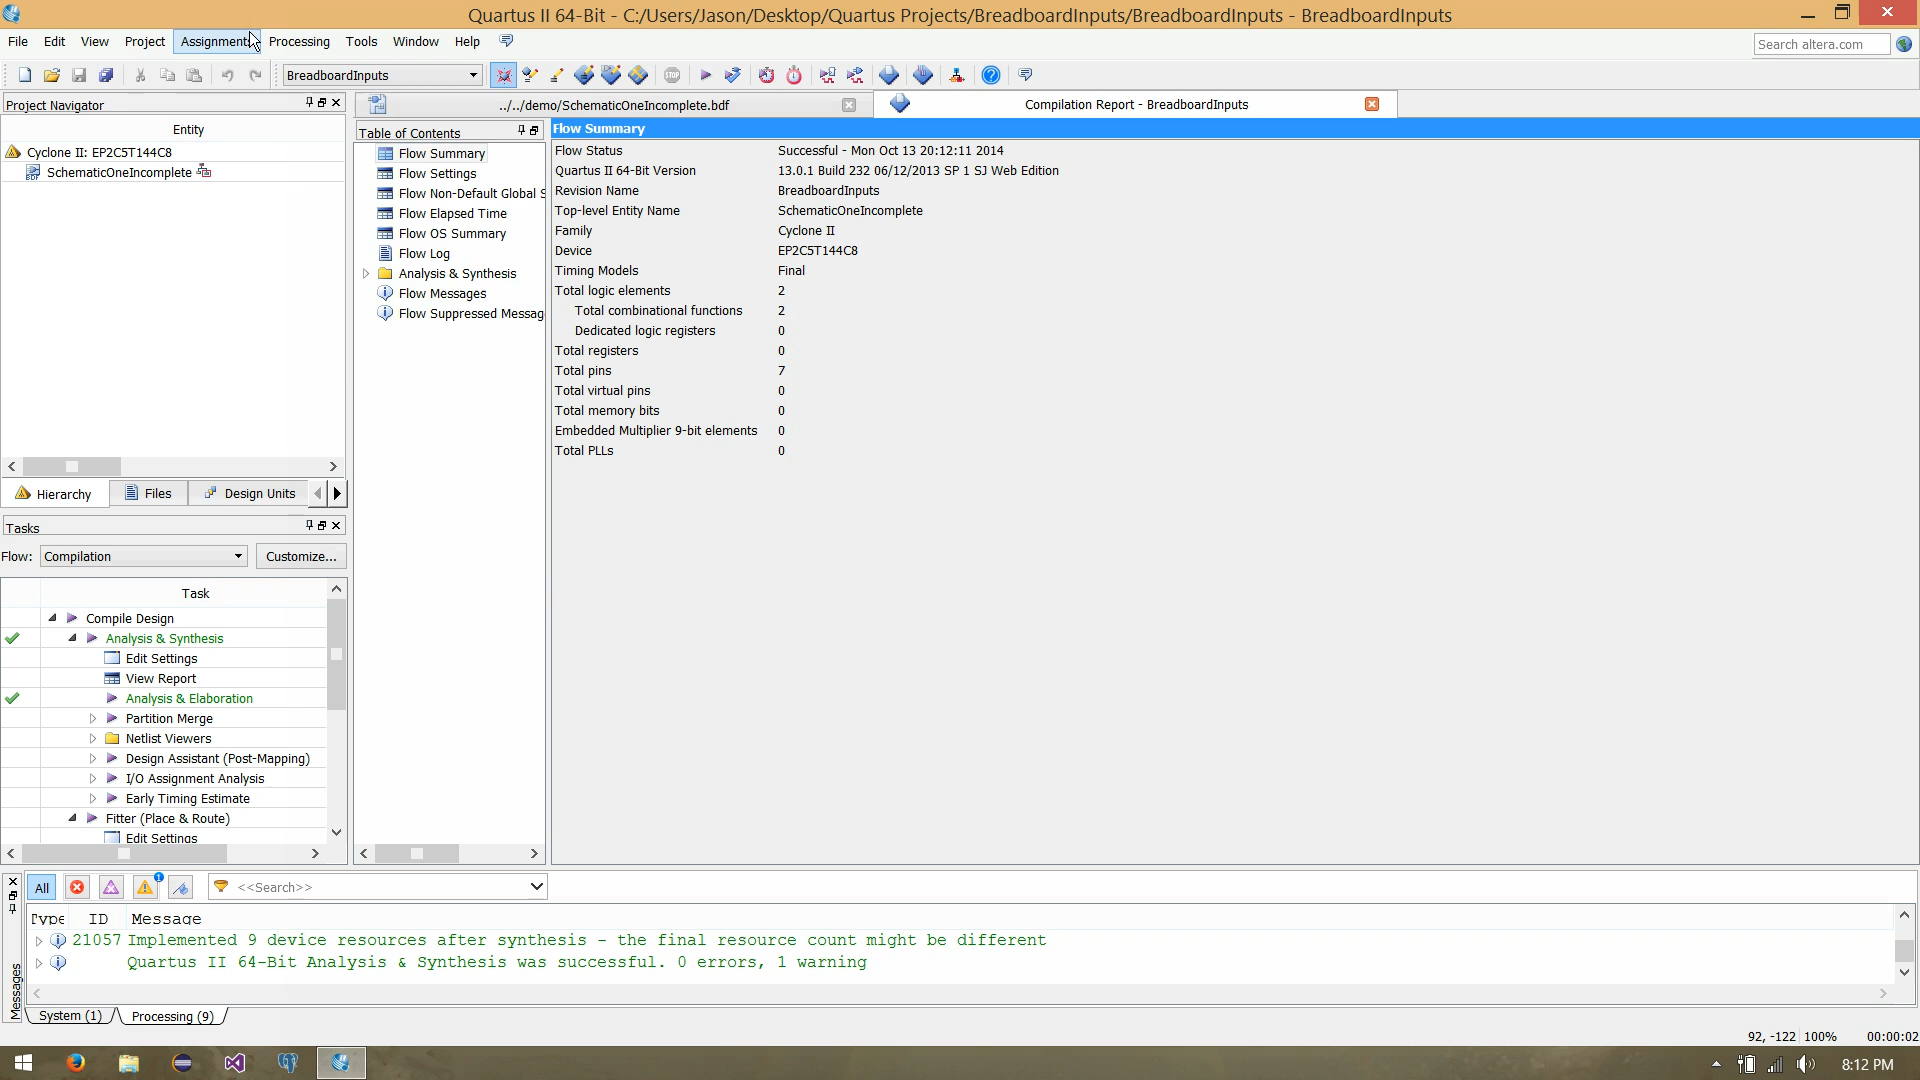 Quartus II 64-Bit - C:/Users/Jason/Desktop/Quartus Projects/BreadboardInputs/BreadboardInputs - BreadboardInputs
File Edit View Project Assignments Processing Tools Window Help
Search altera.com
BreadboardInputs
Project Navigator
Entity
Cyclone II: EP2C5T144C8
SchematicOneIncomplete
Hierarchy Files Design Units
Tasks
Flow: Compilation Customize...
Task
Compile Design
Analysis & Synthesis
Edit Settings
View Report
Analysis & Elaboration
Partition Merge
Netlist Viewers
Design Assistant (Post-Mapping)
I/O Assignment Analysis
Early Timing Estimate
Fitter (Place & Route)
Edit Settings
../../demo/SchematicOneIncomplete.bdf
Compilation Report - BreadboardInputs
Table of Contents
Flow Summary
Flow Settings
Flow Non-Default Global S
Flow Elapsed Time
Flow OS Summary
Flow Log
Analysis & Synthesis
Flow Messages
Flow Suppressed Messag
Flow Summary
Flow Status Successful - Mon Oct 13 20:12:11 2014
Quartus II 64-Bit Version 13.0.1 Build 232 06/12/2013 SP 1 SJ Web Edition
Revision Name BreadboardInputs
Top-level Entity Name SchematicOneIncomplete
Family Cyclone II
Device EP2C5T144C8
Timing Models Final
Total logic elements 2
Total combinational functions 2
Dedicated logic registers 0
Total registers 0
Total pins 7
Total virtual pins 0
Total memory bits 0
Embedded Multiplier 9-bit elements 0
Total PLLs 0
All 1 <<Search>>
Type ID Message
21057 Implemented 9 device resources after synthesis - the final resource count might be different
Quartus II 64-Bit Analysis & Synthesis was successful. 0 errors, 1 warning
Messages
System (1) Processing (9)
92, -122 100% 00:00:02
8:12 PM